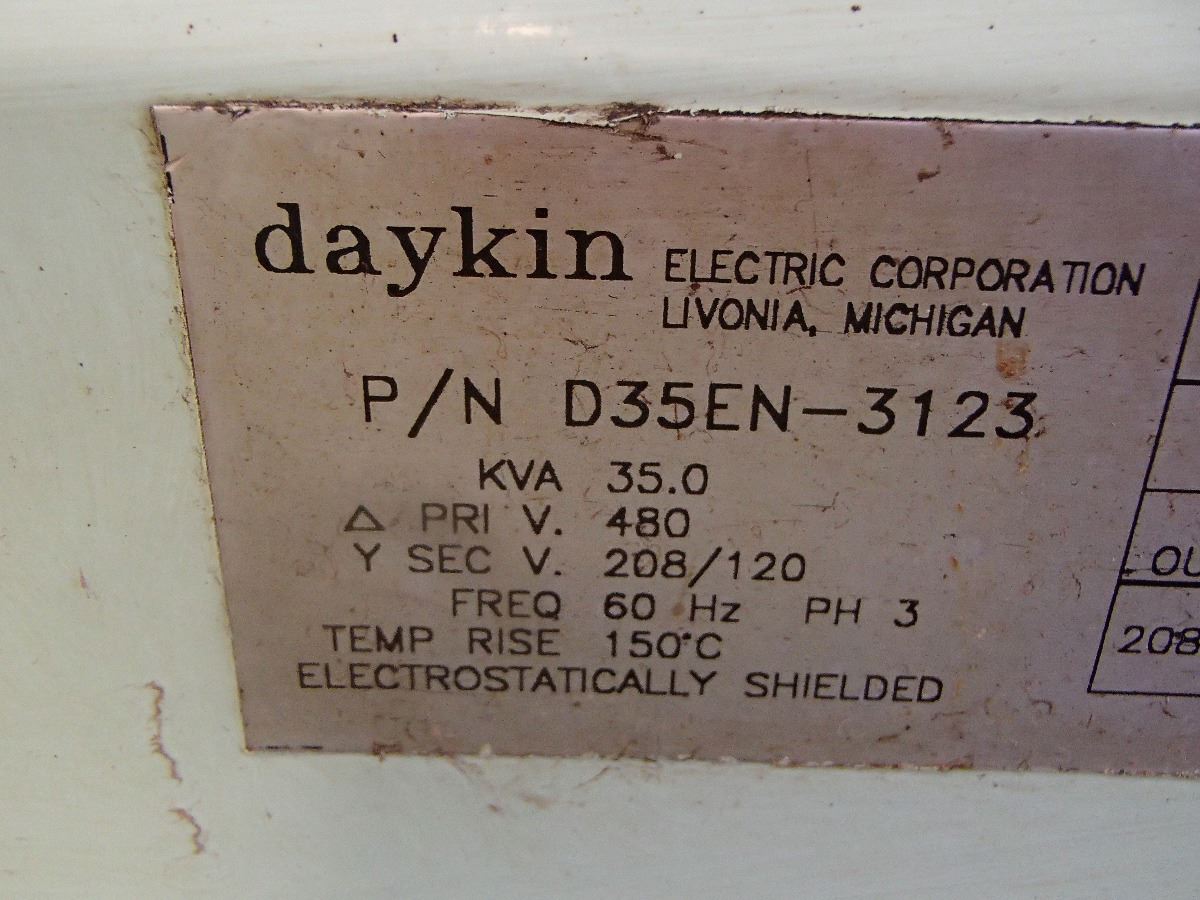 daykin ELECTRIC CORPORATION
LIVONIA, MICHIGAN
P/N D35EN-3123
KVA 35.0
Δ PRI V. 480
Y SEC V. 208/120
FREQ 60 Hz PH 3
TEMP RISE 150°C
ELECTROSTATICALLY SHIELDED
OU
208